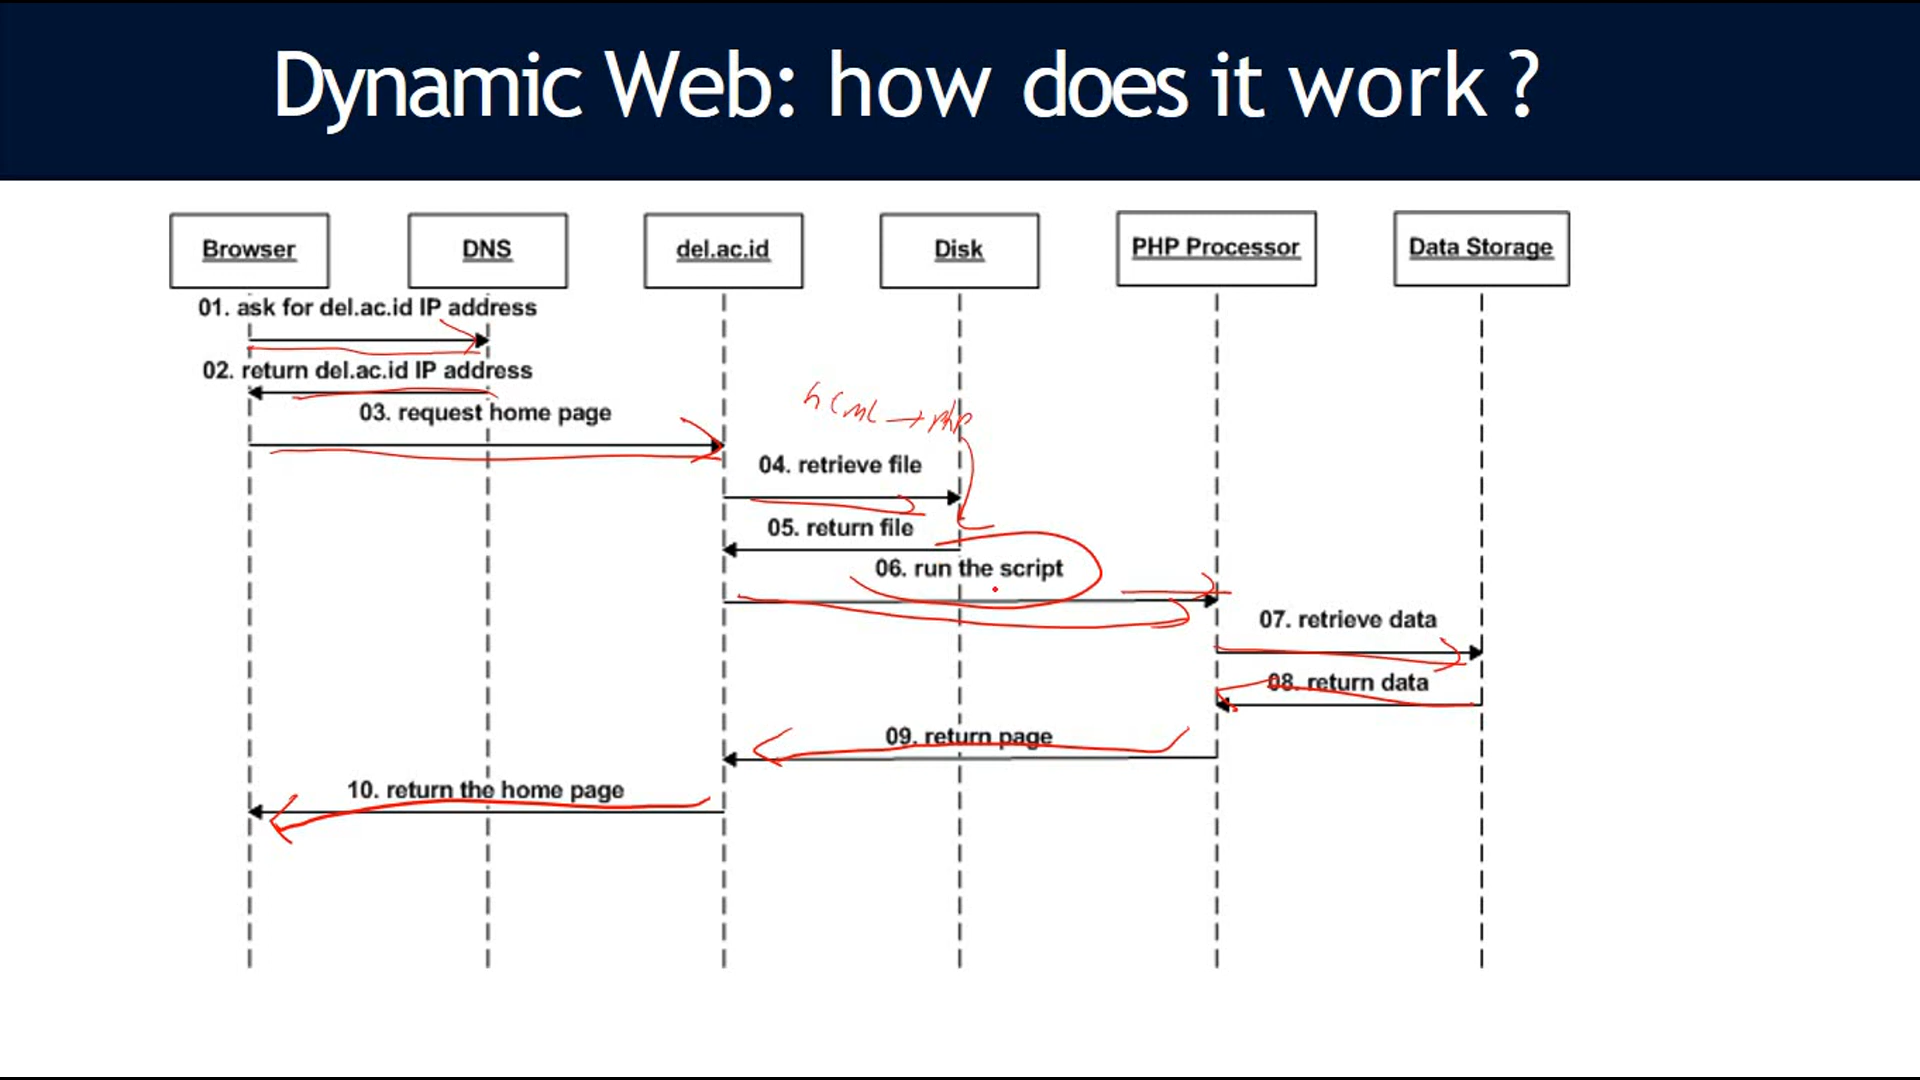 Dynamic Web: how does it work ?
Browser
DNS
del.ac.id
Disk
PHP Processor
Data Storage
01. ask for del.ac.id IP address
02. return del.ac.id IP address
03. request home page
html → php
04. retrieve file
05. return file
06. run the script
07. retrieve data
08. return data
09. return page
10. return the home page